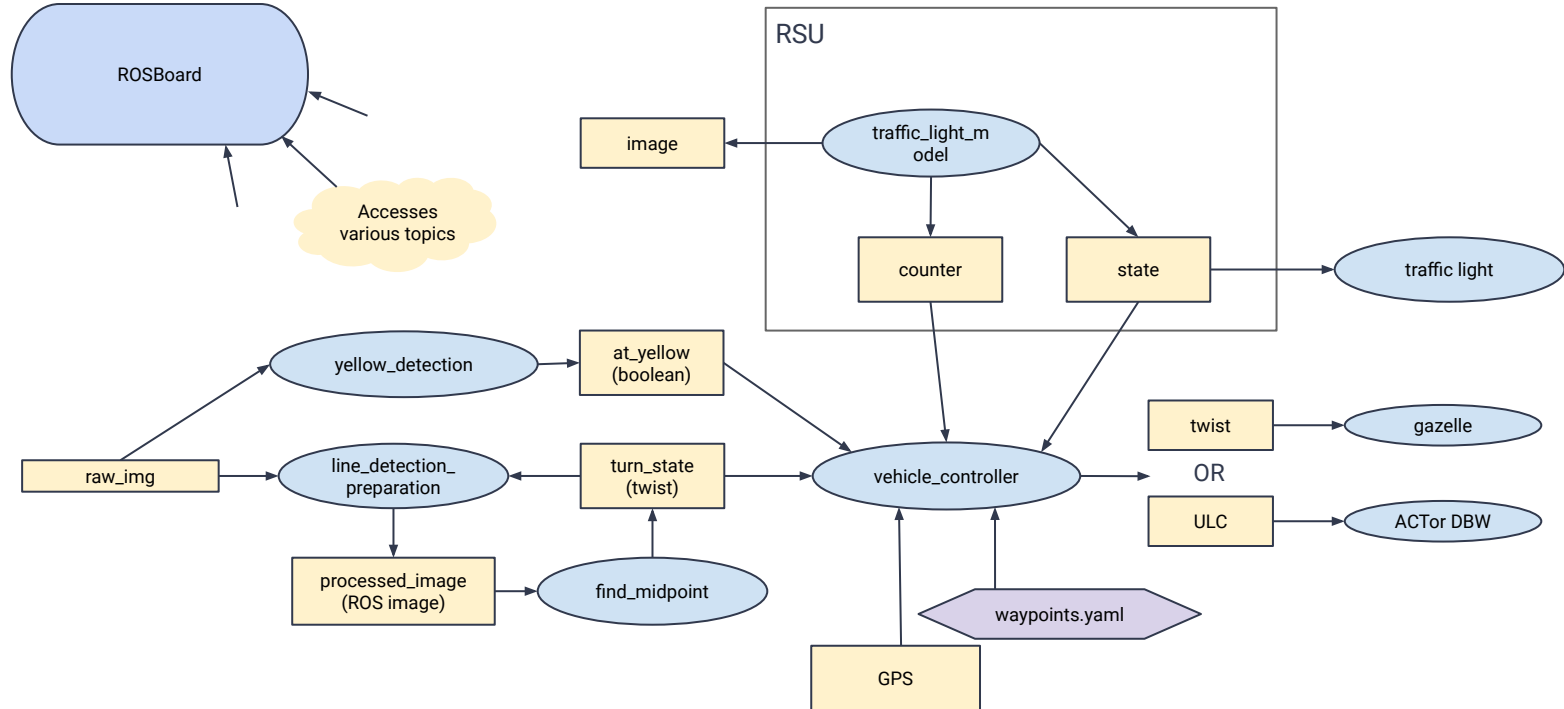 RSU
ROSBoard
traffic_light_m
odel
image
Accesses
various topics
counter
state
traffic light
yellow_detection
at_yellow
(boolean)
twist
gazelle
raw_img
line_detection_
preparation
turn_state
(twist)
vehicle_controller
OR
ULC
ACTor DBW
processed_image
(ROS image)
find_midpoint
waypoints.yaml
GPS